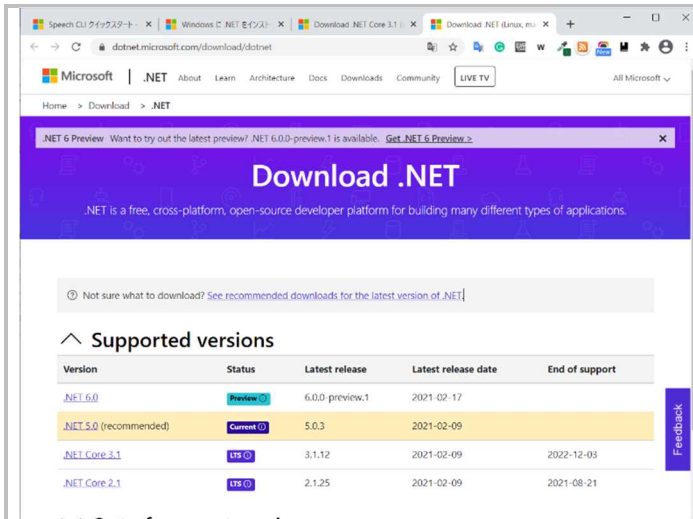 Speech CLI クイックスタート - Windows に .NET をインスト Download .NET Core 3.1 Download .NET (Linux, ma
dotnet.microsoft.com/download/dotnet
New
Microsoft .NET About Learn Architecture Docs Downloads Community LIVE TV All Microsoft
Home > Download > .NET
.NET 6 Preview Want to try out the latest preview? .NET 6.0.0-preview.1 is available. Get .NET 6 Preview >
Download .NET
.NET is a free, cross-platform, open-source developer platform for building many different types of applications.
Not sure what to download? See recommended downloads for the latest version of .NET.
Supported versions
Version Status Latest release Latest release date End of support
.NET 6.0 Preview 6.0.0-preview.1 2021-02-17
.NET 5.0 (recommended) Current 5.0.3 2021-02-09
.NET Core 3.1 LTS 3.1.12 2021-02-09 2022-12-03
.NET Core 2.1 LTS 2.1.25 2021-02-09 2021-08-21
Feedback